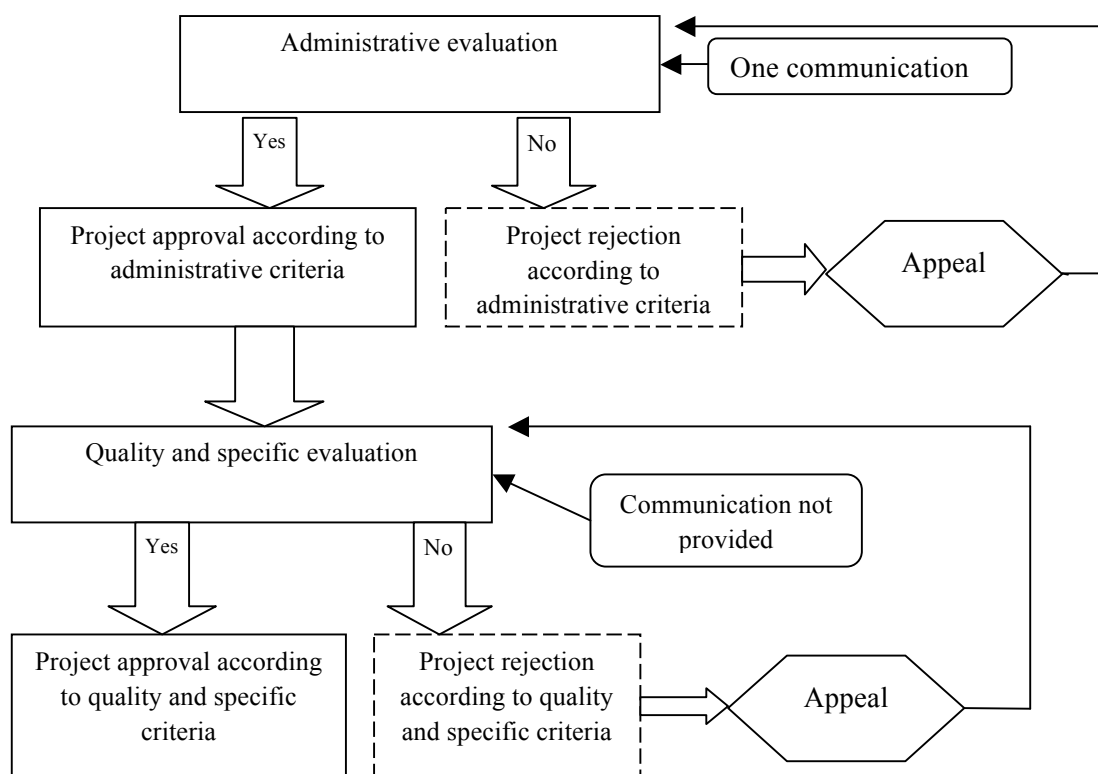 Administrative evaluation
One communication
Yes
No
Project approval according to
administrative criteria
Project rejection
according to
administrative criteria
Appeal
Quality and specific evaluation
Communication not
provided
Yes
No
Project approval according
to quality and specific
criteria
Project rejection
according to quality
and specific criteria
Appeal